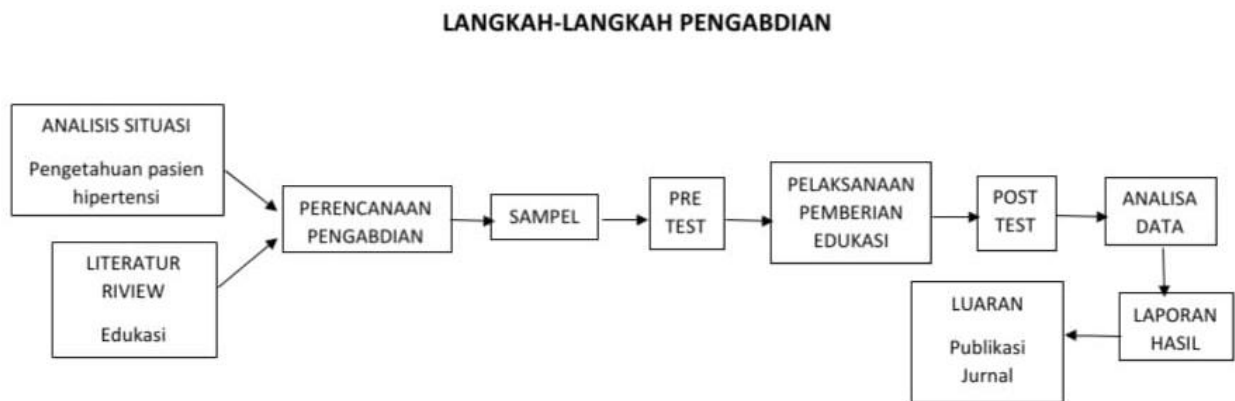 LANGKAH-LANGKAH PENGABDIAN
ANALISIS SITUASI
Pengetahuan pasien
hipertensi
LITERATUR
RIVIEW
Edukasi
PERENCANAAN
PENGABDIAN
SAMPEL
PRE
TEST
PELAKSANAAN
PEMBERIAN
EDUKASI
POST
TEST
ANALISA
DATA
LAPORAN
HASIL
LUARAN
Publikasi
Jurnal